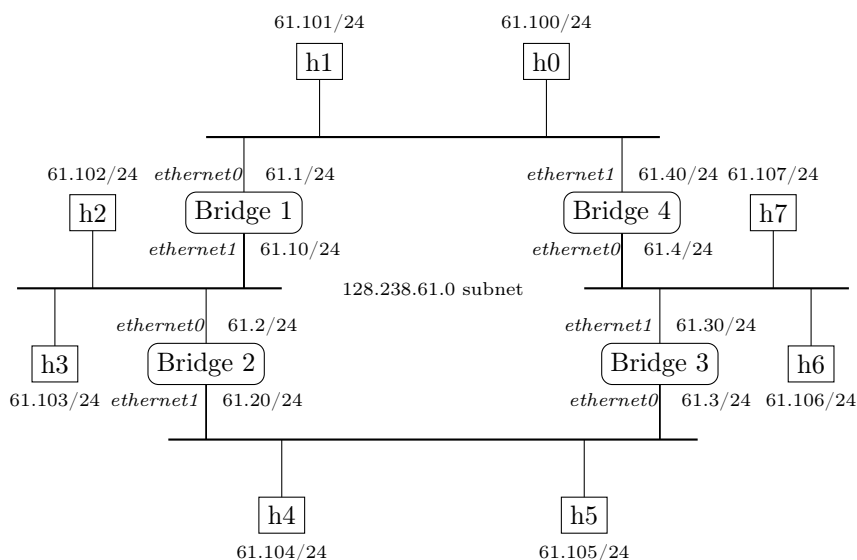 61.101/24 61.100/24
h1 h0
61.102/24 ethernet0 61.1/24 ethernet1 61.40/24 61.107/24
h2 Bridge 1 Bridge 4 h7
ethernet1 61.10/24 ethernet0 61.4/24
128.238.61.0 subnet
ethernet0 61.2/24 ethernet1 61.30/24
h3 Bridge 2 Bridge 3 h6
61.103/24 ethernet1 61.20/24 ethernet0 61.3/24 61.106/24
h4 h5
61.104/24 61.105/24